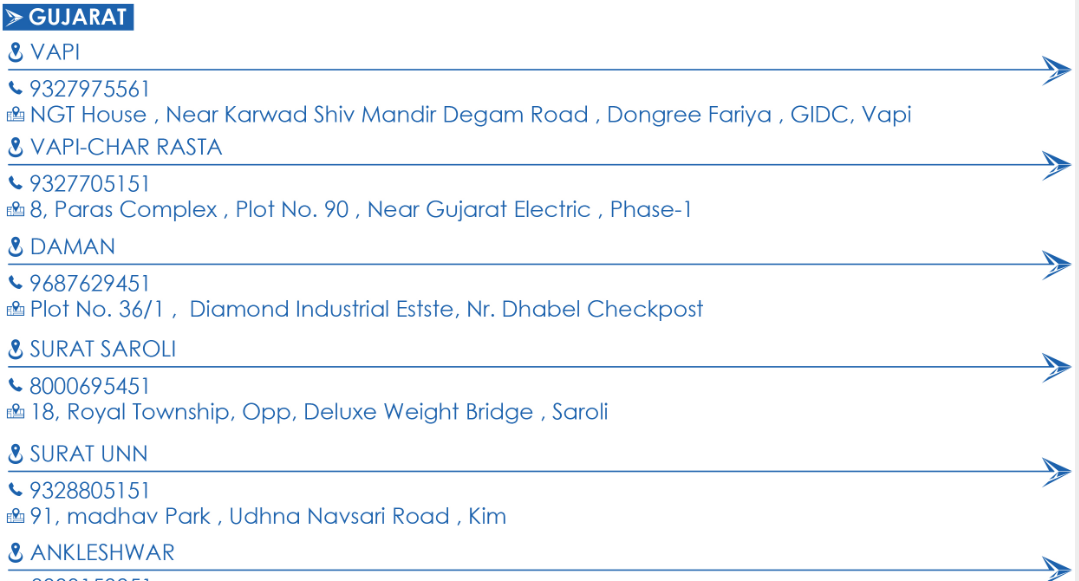 GUJARAT
VAPI
9327975561
NGT House , Near Karwad Shiv Mandir Degam Road , Dongree Fariya , GIDC, Vapi
VAPI-CHAR RASTA
9327705151
8, Paras Complex , Plot No. 90 , Near Gujarat Electric , Phase-1
DAMAN
9687629451
Plot No. 36/1 , Diamond Industrial Estste, Nr. Dhabel Checkpost
SURAT SAROLI
8000695451
18, Royal Township, Opp, Deluxe Weight Bridge , Saroli
SURAT UNN
9328805151
91, madhav Park , Udhna Navsari Road , Kim
ANKLESHWAR